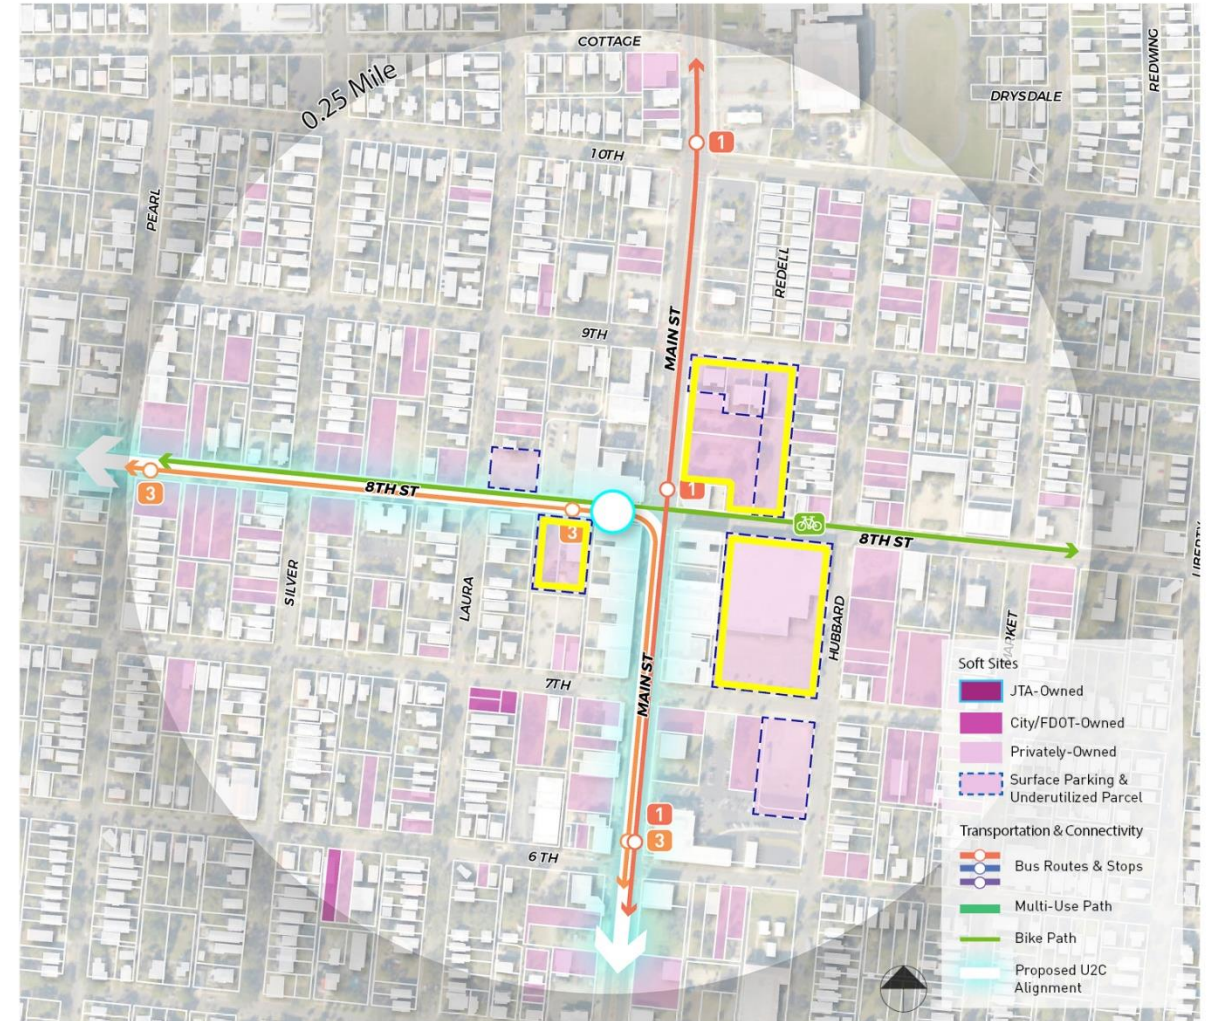 COTTAGE
0.25 Mile
REDWING
DRYSDALE
1
10TH
PEARL
REDELL
9TH
MAIN ST
3
8TH ST
1
3
8TH ST
SILVER
LAURA
HUBBARD
MAIN ST
7TH
1
3
6TH
Soft Sites
JTA-Owned
City/FDOT-Owned
Privately-Owned
Surface Parking &
Underutilized Parcel
Transportation & Connectivity
Bus Routes & Stops
Multi-Use Path
Bike Path
Proposed U2C
Alignment